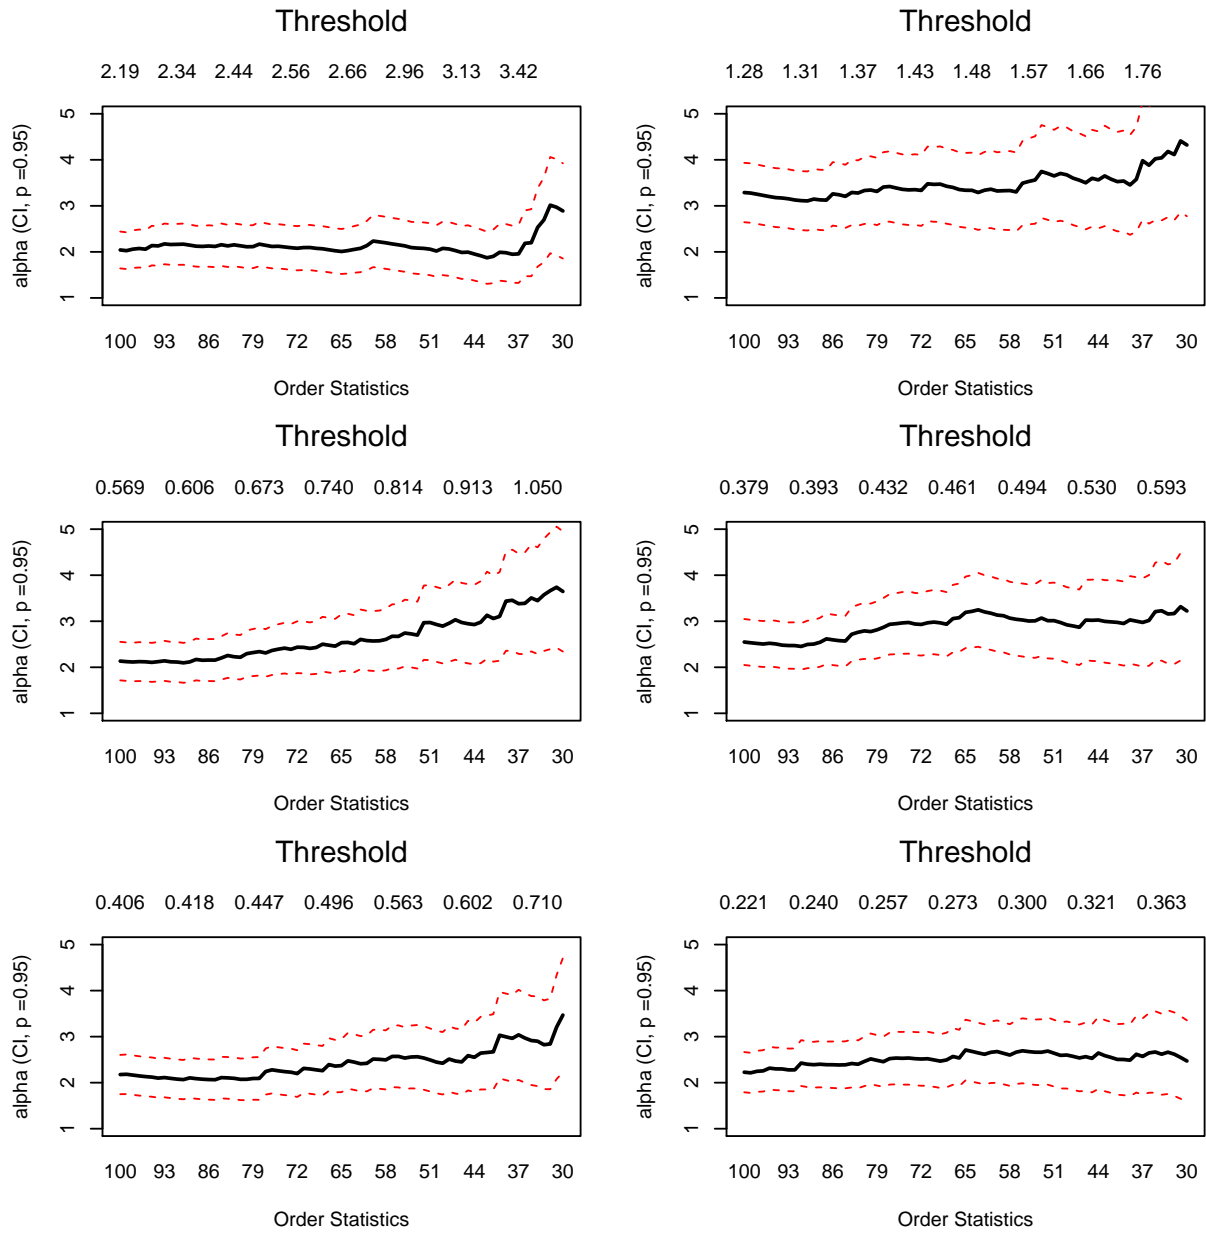 Threshold
2.19 2.34 2.44 2.56 2.66 2.96 3.13 3.42
alpha (CI, p =0.95)
5
4
3
2
1
100 93 86 79 72 65 58 51 44 37 30
Order Statistics
Threshold
1.28 1.31 1.37 1.43 1.48 1.57 1.66 1.76
alpha (CI, p =0.95)
5
4
3
2
1
100 93 86 79 72 65 58 51 44 37 30
Order Statistics
Threshold
0.569 0.606 0.673 0.740 0.814 0.913 1.050
alpha (CI, p =0.95)
5
4
3
2
1
100 93 86 79 72 65 58 51 44 37 30
Order Statistics
Threshold
0.379 0.393 0.432 0.461 0.494 0.530 0.593
alpha (CI, p =0.95)
5
4
3
2
1
100 93 86 79 72 65 58 51 44 37 30
Order Statistics
Threshold
0.406 0.418 0.447 0.496 0.563 0.602 0.710
alpha (CI, p =0.95)
5
4
3
2
1
100 93 86 79 72 65 58 51 44 37 30
Order Statistics
Threshold
0.221 0.240 0.257 0.273 0.300 0.321 0.363
alpha (CI, p =0.95)
5
4
3
2
1
100 93 86 79 72 65 58 51 44 37 30
Order Statistics